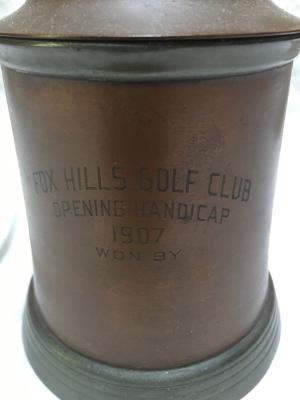 FOX HILLS GOLF CLUB
OPENING HANDICAP
1907
WON BY